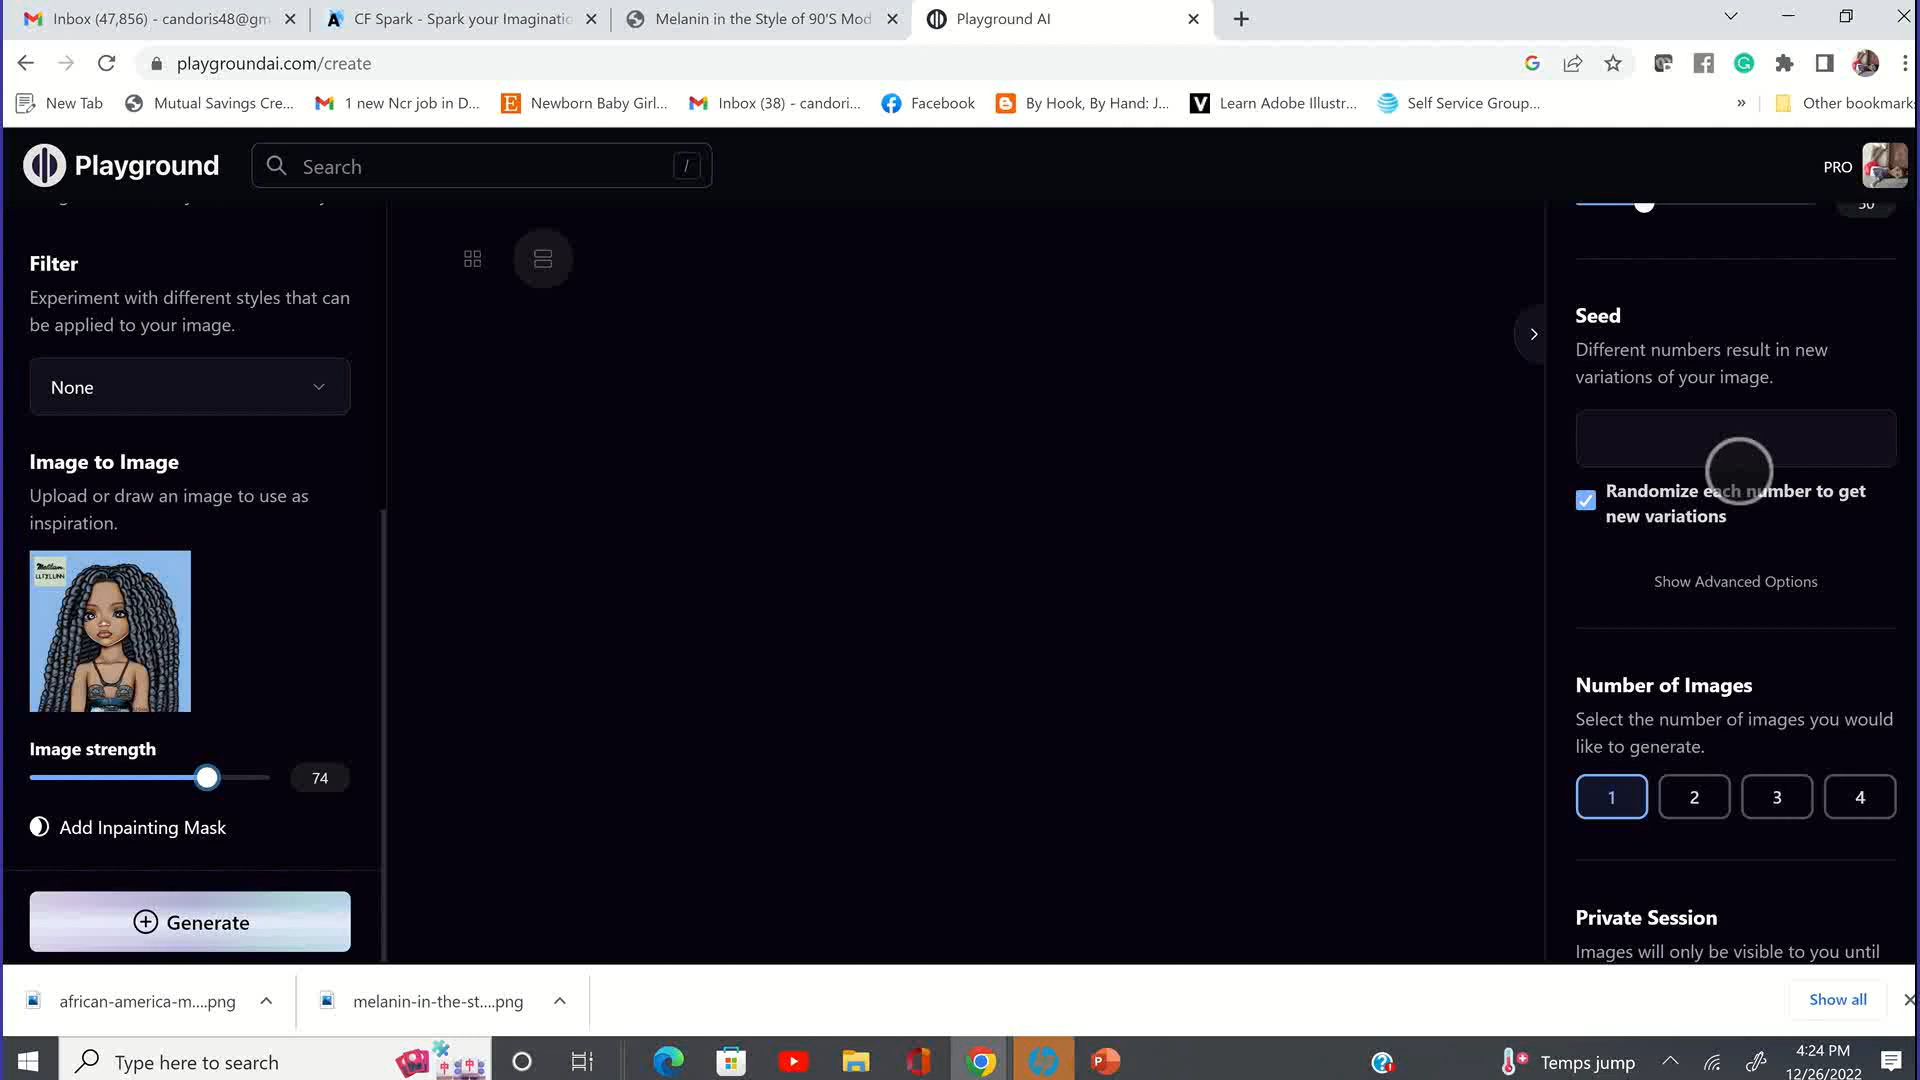 Inbox (47,856) - candoris48@gm
CF Spark - Spark your Imaginatio
Melanin in the Style of 90'S Mod
Playground AI
playgroundai.com/create
New Tab
Mutual Savings Cre...
1 new Ncr job in D...
Newborn Baby Girl...
Inbox (38) - candori...
Facebook
By Hook, By Hand: J...
Learn Adobe Illustr...
Self Service Group...
»
Other bookmark
Playground
Search
/
PRO
50
Filter
Experiment with different styles that can
be applied to your image.
None
Image to Image
Upload or draw an image to use as
inspiration.
Image strength
74
Add Inpainting Mask
Generate
Seed
Different numbers result in new
variations of your image.
Randomize each number to get
new variations
Show Advanced Options
Number of Images
Select the number of images you would
like to generate.
1
2
3
4
Private Session
Images will only be visible to you until
african-america-m....png
melanin-in-the-st....png
Show all
Type here to search
Temps jump
4:24 PM
12/26/2022